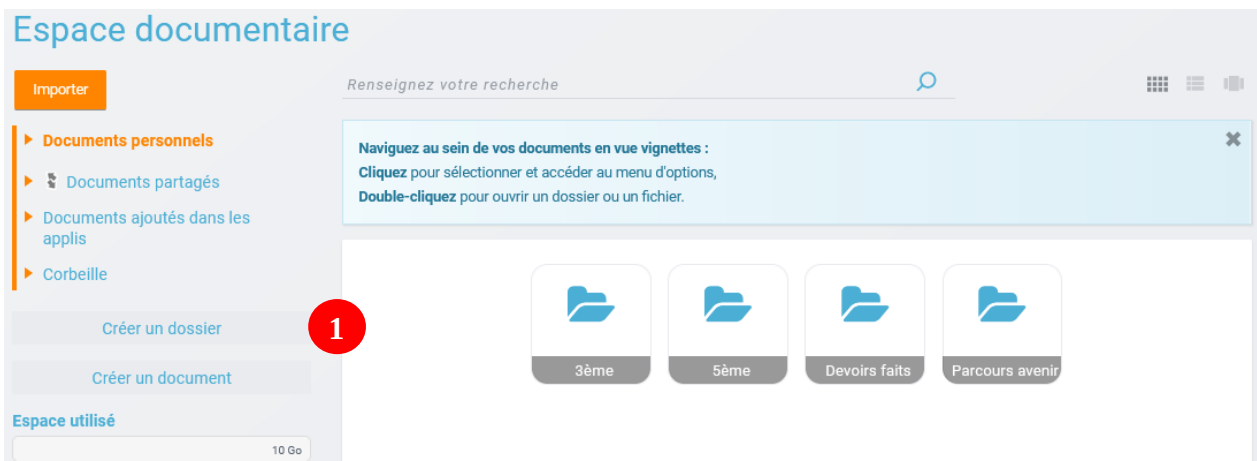 Espace documentaire
Importer
Renseignez votre recherche
Documents personnels
Documents partagés
Documents ajoutés dans les
applis
Corbeille
Créer un dossier
1
Créer un document
Espace utilisé
10 Go
Naviguez au sein de vos documents en vue vignettes :
Cliquez pour sélectionner et accéder au menu d'options,
Double-cliquez pour ouvrir un dossier ou un fichier.
3ème
5ème
Devoirs faits
Parcours avenir